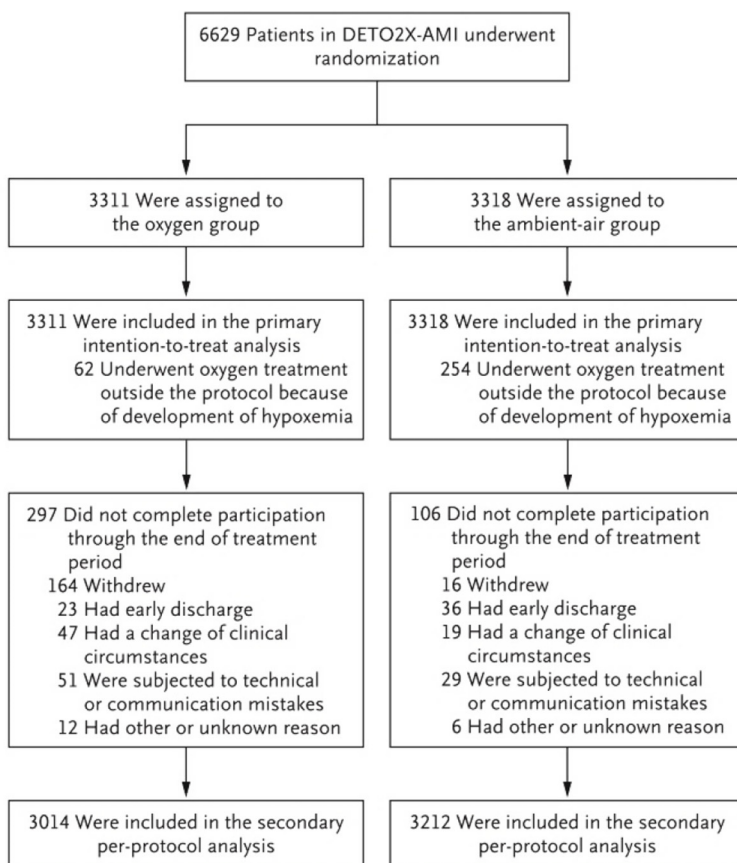 6629 Patients in DETO2X-AMI underwent
randomization
3311 Were assigned to
the oxygen group
3318 Were assigned to
the ambient-air group
3311 Were included in the primary
intention-to-treat analysis
62 Underwent oxygen treatment
outside the protocol because
of development of hypoxemia
3318 Were included in the primary
intention-to-treat analysis
254 Underwent oxygen treatment
outside the protocol because
of development of hypoxemia
297 Did not complete participation
through the end of treatment
period
164 Withdrew
23 Had early discharge
47 Had a change of clinical
circumstances
51 Were subjected to technical
or communication mistakes
12 Had other or unknown reason
106 Did not complete participation
through the end of treatment
period
16 Withdrew
36 Had early discharge
19 Had a change of clinical
circumstances
29 Were subjected to technical
or communication mistakes
6 Had other or unknown reason
3014 Were included in the secondary
per-protocol analysis
3212 Were included in the secondary
per-protocol analysis